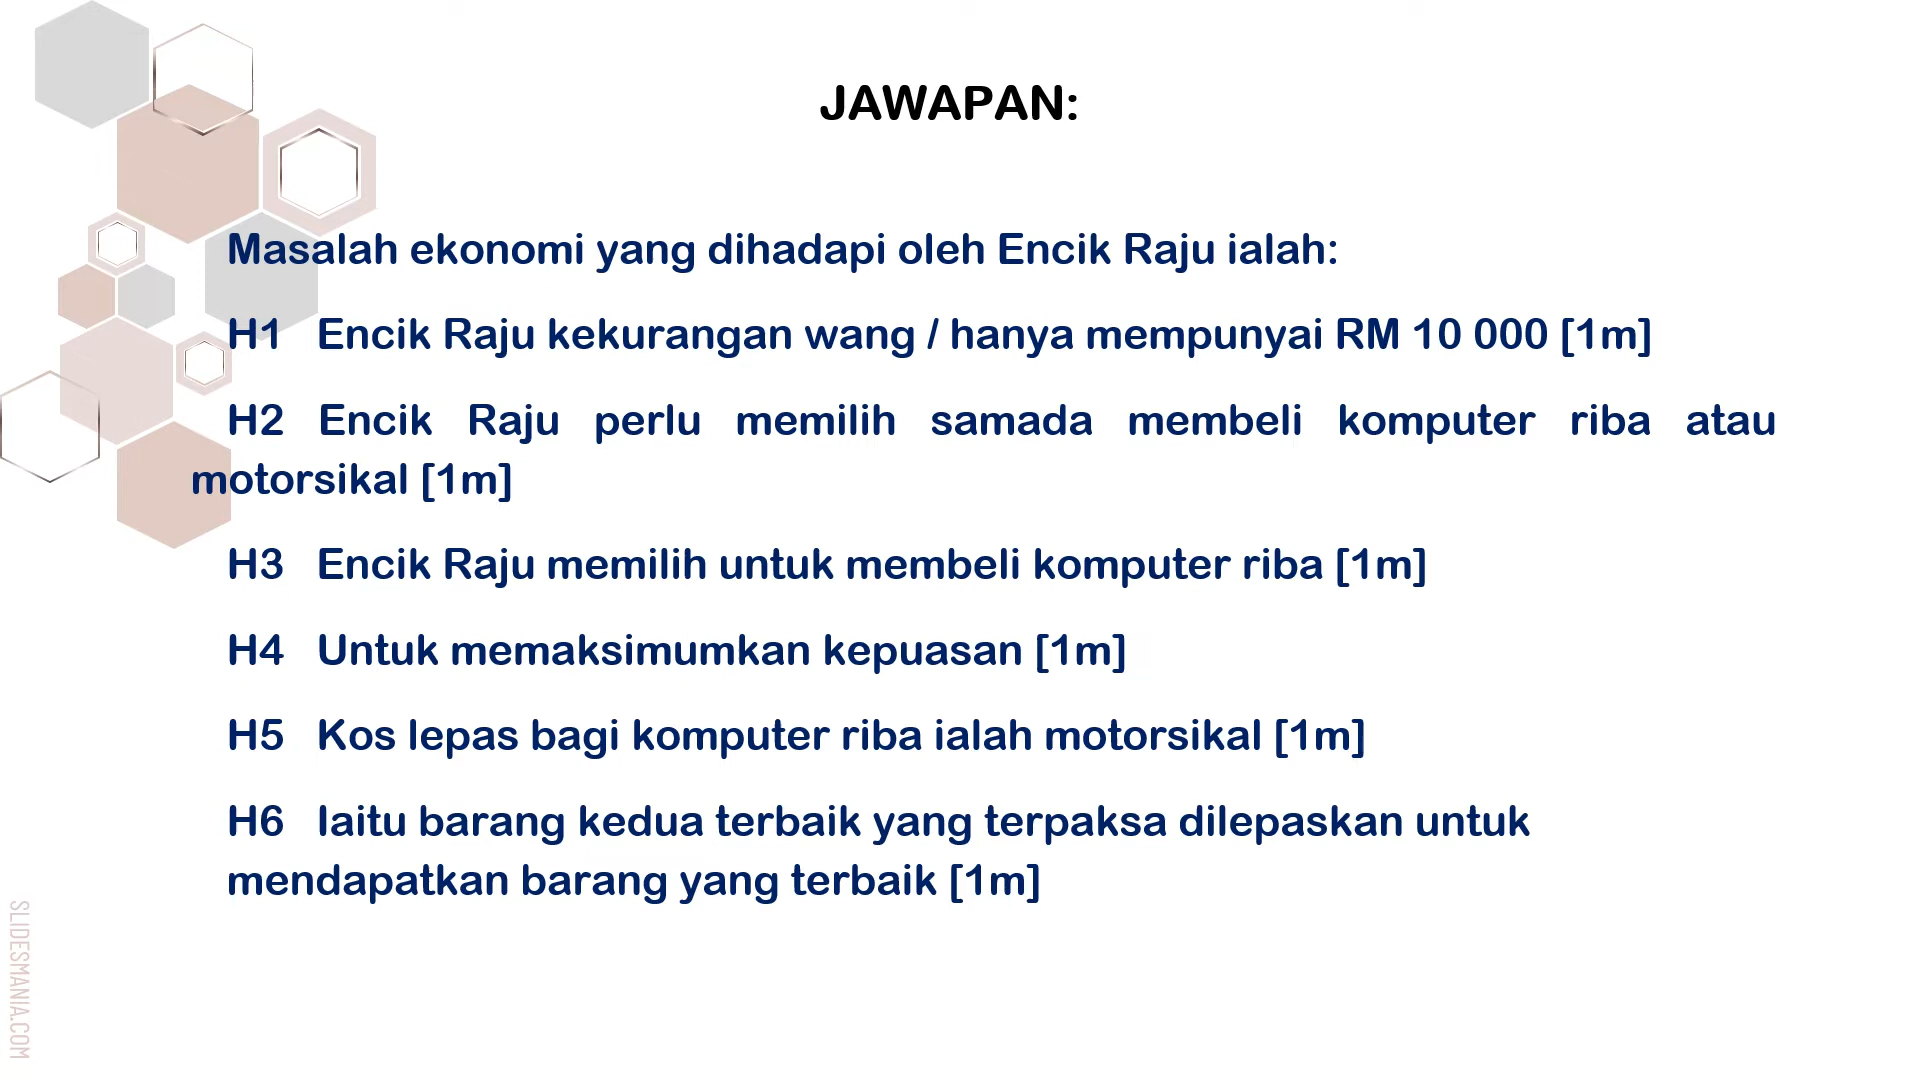 JAWAPAN:
Masalah ekonomi yang dihadapi oleh Encik Raju ialah:
H1 Encik Raju kekurangan wang / hanya mempunyai RM 10 000 [1m]
H2 Encik Raju perlu memilih samada membeli komputer riba atau
motorsikal [1m]
H3 Encik Raju memilih untuk membeli komputer riba [1m]
H4 Untuk memaksimumkan kepuasan [1m]
H5 Kos lepas bagi komputer riba ialah motorsikal [1m]
H6 Iaitu barang kedua terbaik yang terpaksa dilepaskan untuk
mendapatkan barang yang terbaik [1m]
SLIDESMANIA.COM